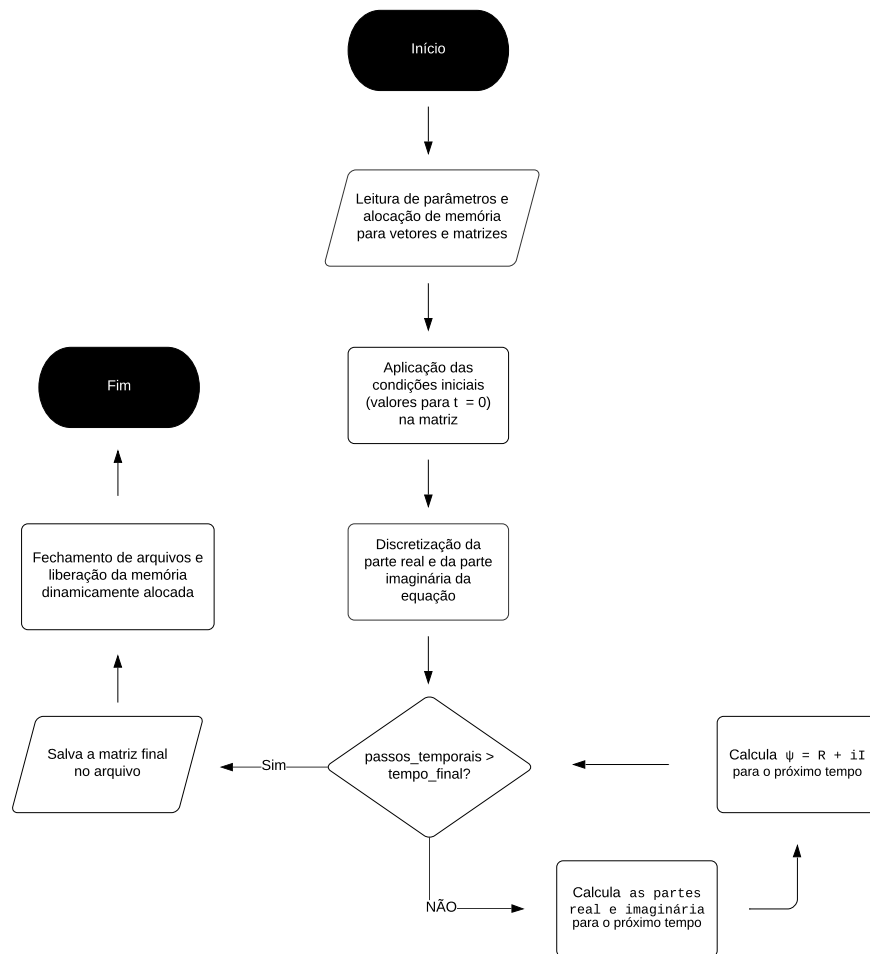 Início
Leitura de parâmetros e
alocação de memória
para vetores e matrizes
Aplicação das
condições iniciais
(valores para t = 0)
na matriz
Discretização da
parte real e da parte
imaginária da
equação
passos_temporais >
tempo_final?
NÃO
Calcula as partes
real e imaginária
para o próximo tempo
Calcula ψ = R + iI
para o próximo tempo
Sim
Salva a matriz final
no arquivo
Fechamento de arquivos e
liberação da memória
dinamicamente alocada
Fim